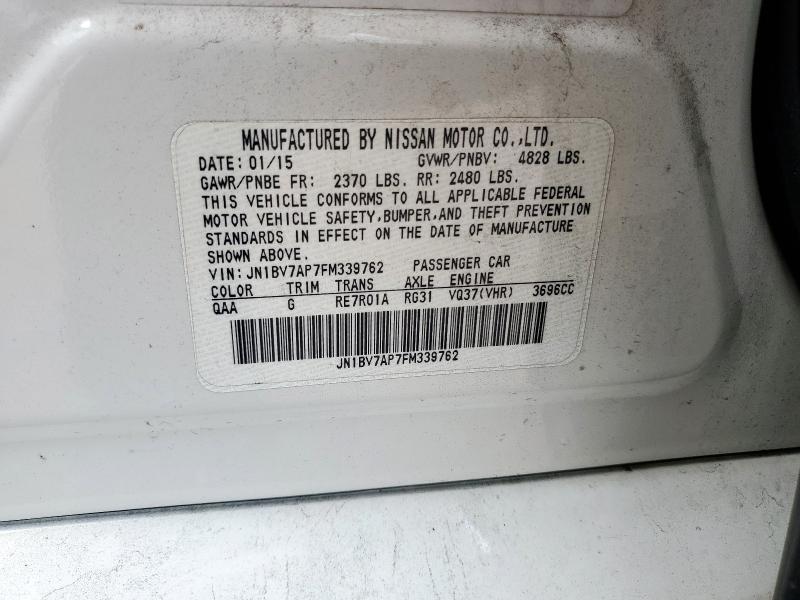 MANUFACTURED BY NISSAN MOTOR CO.,LTD.
DATE: 01/15 GVWR/PNBV: 4828 LBS.
GAWR/PNBE FR: 2370 LBS. RR: 2480 LBS.
THIS VEHICLE CONFORMS TO ALL APPLICABLE FEDERAL
MOTOR VEHICLE SAFETY,BUMPER,AND THEFT PREVENTION
STANDARDS IN EFFECT ON THE DATE OF MANUFACTURE
SHOWN ABOVE.
VIN: JN1BV7AP7FM339762 PASSENGER CAR
COLOR TRIM TRANS AXLE ENGINE
QAA G RE7R01A RG31 VQ37(VHR) 3696CC
JN1BV7AP7FM339762